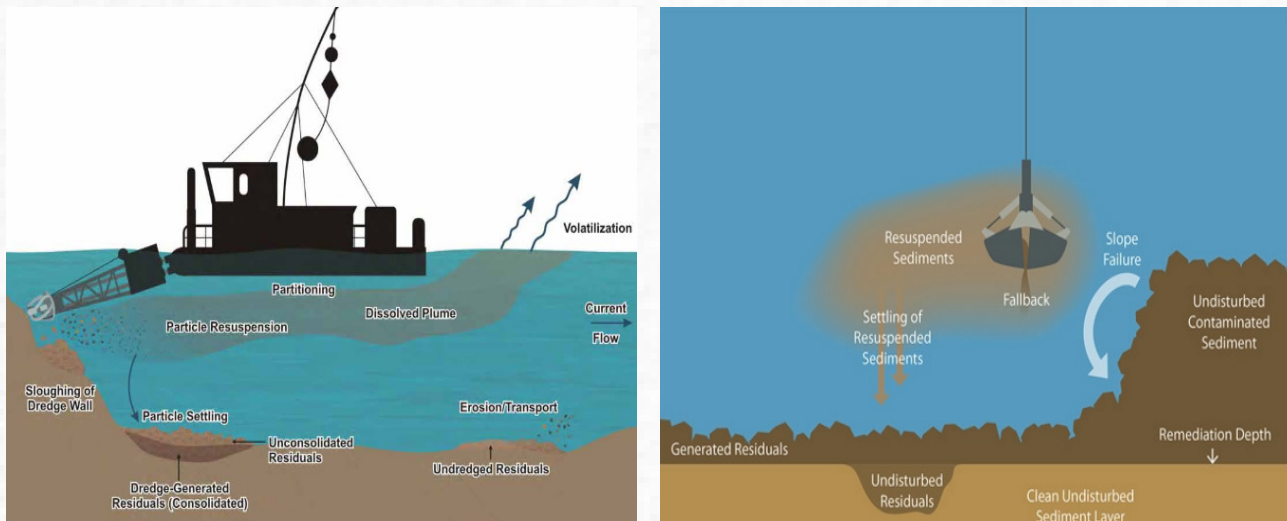 Volatilization
Partitioning
Particle Resuspension
Dissolved Plume
Current
Flow
Sloughing of
Dredge Wall
Particle Settling
Erosion/Transport
Unconsolidated
Residuals
Undredged Residuals
Dredge-Generated
Residuals (Consolidated)
Resuspended
Sediments
Slope
Failure
Fallback
Undisturbed
Contaminated
Sediment
Settling of
Resuspended
Sediments
Generated Residuals
Remediation Depth
Undisturbed
Residuals
Clean Undisturbed
Sediment Layer